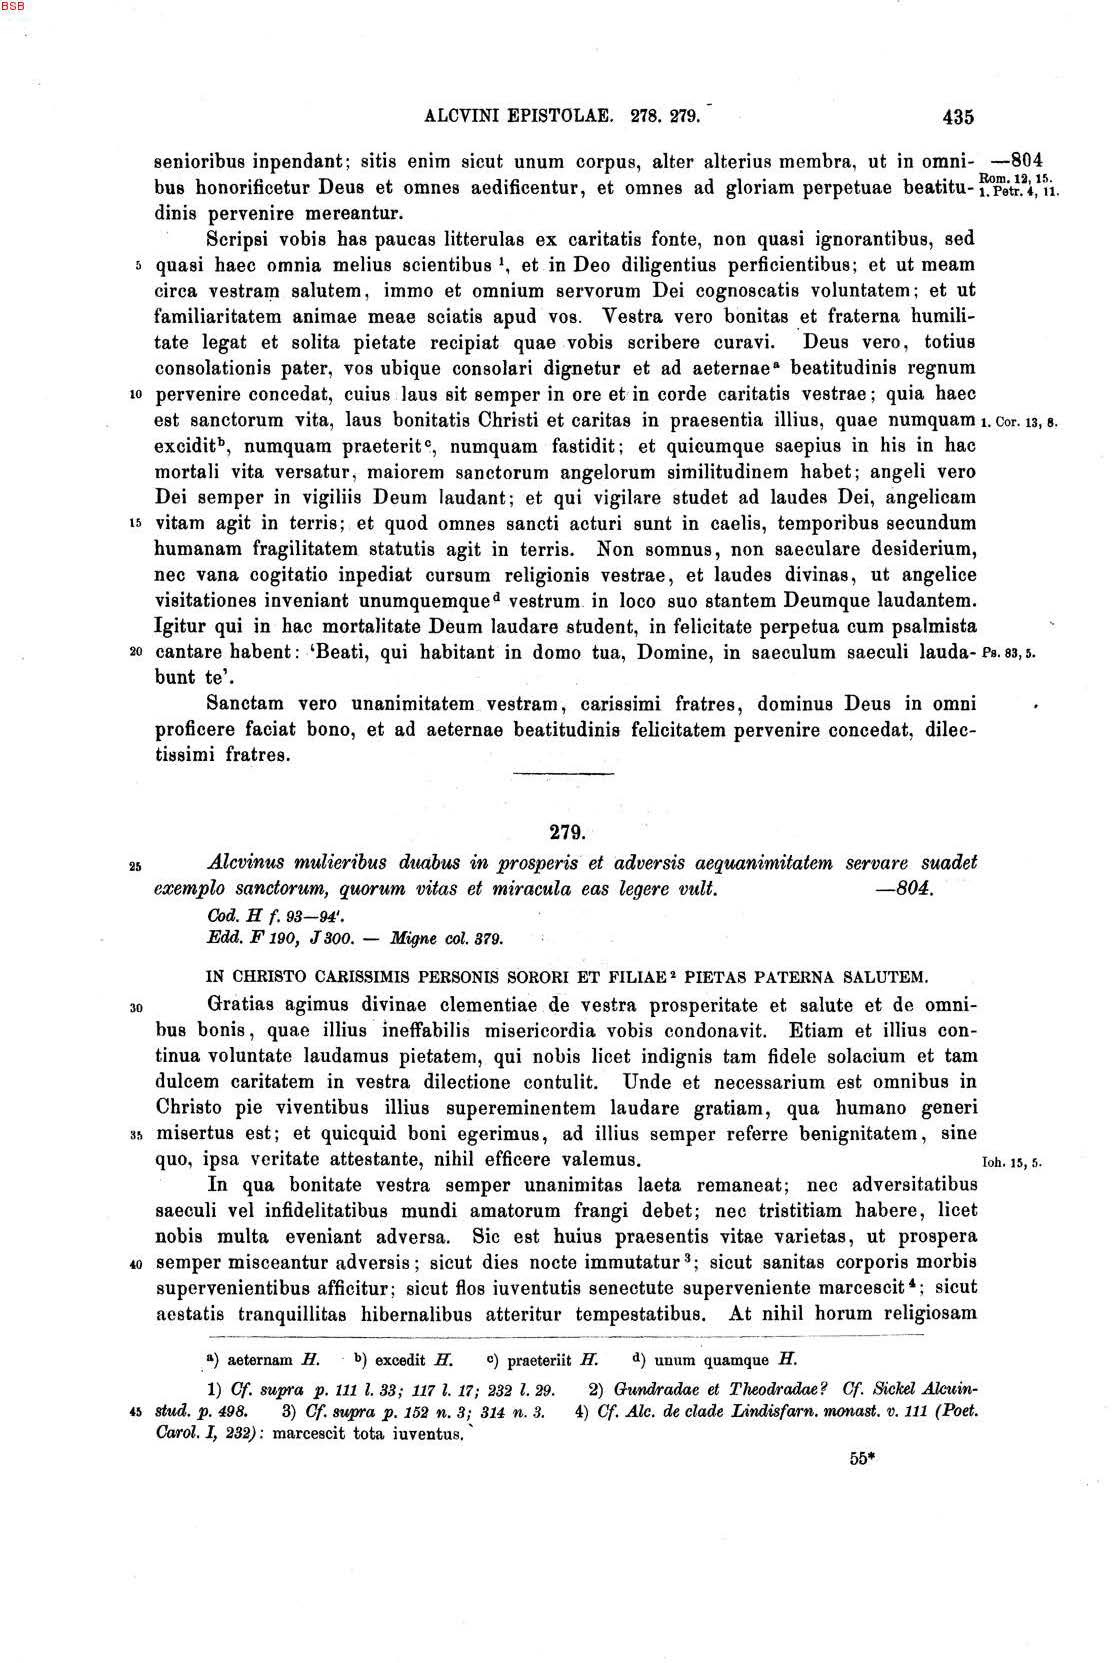 BSB
ALCVINI EPISTOLAE. 278. 279. 435
senioribus inpendant; sitis enim sicut unum corpus, alter alterius membra, ut in omni- —804
bus honorificetur Deus et omnes aedificentur, et omnes ad gloriam perpetuae beatitu- Rom. 12, 15. 1. Petr. 4, 11.
dinis pervenire mereantur.
Scripsi vobis has paucas litterulas ex caritatis fonte, non quasi ignorantibus, sed
5 quasi haec omnia melius scientibus ¹, et in Deo diligentius perficientibus; et ut meam
circa vestram salutem, immo et omnium servorum Dei cognoscatis voluntatem; et ut
familiaritatem animae meae sciatis apud vos. Vestra vero bonitas et fraterna humili-
tate legat et solita pietate recipiat quae vobis scribere curavi. Deus vero, totius
consolationis pater, vos ubique consolari dignetur et ad aeternaeᵃ beatitudinis regnum
10 pervenire concedat, cuius laus sit semper in ore et in corde caritatis vestrae; quia haec
est sanctorum vita, laus bonitatis Christi et caritas in praesentia illius, quae numquam 1. Cor. 13, 8.
exciditᵇ, numquam praeteritᶜ, numquam fastidit; et quicumque saepius in his in hac
mortali vita versatur, maiorem sanctorum angelorum similitudinem habet; angeli vero
Dei semper in vigiliis Deum laudant; et qui vigilare studet ad laudes Dei, angelicam
15 vitam agit in terris; et quod omnes sancti acturi sunt in caelis, temporibus secundum
humanam fragilitatem statutis agit in terris. Non somnus, non saeculare desiderium,
nec vana cogitatio inpediat cursum religionis vestrae, et laudes divinas, ut angelice
visitationes inveniant unumquemqueᵈ vestrum in loco suo stantem Deumque laudantem.
Igitur qui in hac mortalitate Deum laudare student, in felicitate perpetua cum psalmista
20 cantare habent: ‘Beati, qui habitant in domo tua, Domine, in saeculum saeculi lauda- Ps. 83, 5.
bunt te’.
Sanctam vero unanimitatem vestram, carissimi fratres, dominus Deus in omni
proficere faciat bono, et ad aeternae beatitudinis felicitatem pervenire concedat, dilec-
tissimi fratres.
279.
25 Alcvinus mulieribus duabus in prosperis et adversis aequanimitatem servare suadet
exemplo sanctorum, quorum vitas et miracula eas legere vult. —804.
Cod. H f. 93—94'.
Edd. F 190, J 300. — Migne col. 379.
IN CHRISTO CARISSIMIS PERSONIS SORORI ET FILIAE² PIETAS PATERNA SALUTEM.
30 Gratias agimus divinae clementiae de vestra prosperitate et salute et de omni-
bus bonis, quae illius ineffabilis misericordia vobis condonavit. Etiam et illius con-
tinua voluntate laudamus pietatem, qui nobis licet indignis tam fidele solacium et tam
dulcem caritatem in vestra dilectione contulit. Unde et necessarium est omnibus in
Christo pie viventibus illius supereminentem laudare gratiam, qua humano generi
35 misertus est; et quicquid boni egerimus, ad illius semper referre benignitatem, sine
quo, ipsa veritate attestante, nihil efficere valemus. Ioh. 15, 5.
In qua bonitate vestra semper unanimitas laeta remaneat; nec adversitatibus
saeculi vel infidelitatibus mundi amatorum frangi debet; nec tristitiam habere, licet
nobis multa eveniant adversa. Sic est huius praesentis vitae varietas, ut prospera
40 semper misceantur adversis; sicut dies nocte immutatur³; sicut sanitas corporis morbis
supervenientibus afficitur; sicut flos iuventutis senectute superveniente marcescit⁴; sicut
aestatis tranquillitas hibernalibus atteritur tempestatibus. At nihil horum religiosam
a) aeternam H. b) excedit H. c) praeteriit H. d) unum quamque H.
1) Cf. supra p. 111 l. 33; 117 l. 17; 232 l. 29. 2) Gundradae et Theodradae? Cf. Sickel Alcuin-
45 stud. p. 498. 3) Cf. supra p. 152 n. 3; 314 n. 3. 4) Cf. Alc. de clade Lindisfarn. monast. v. 111 (Poet.
Carol. I, 232): marcescit tota iuventus.
55*